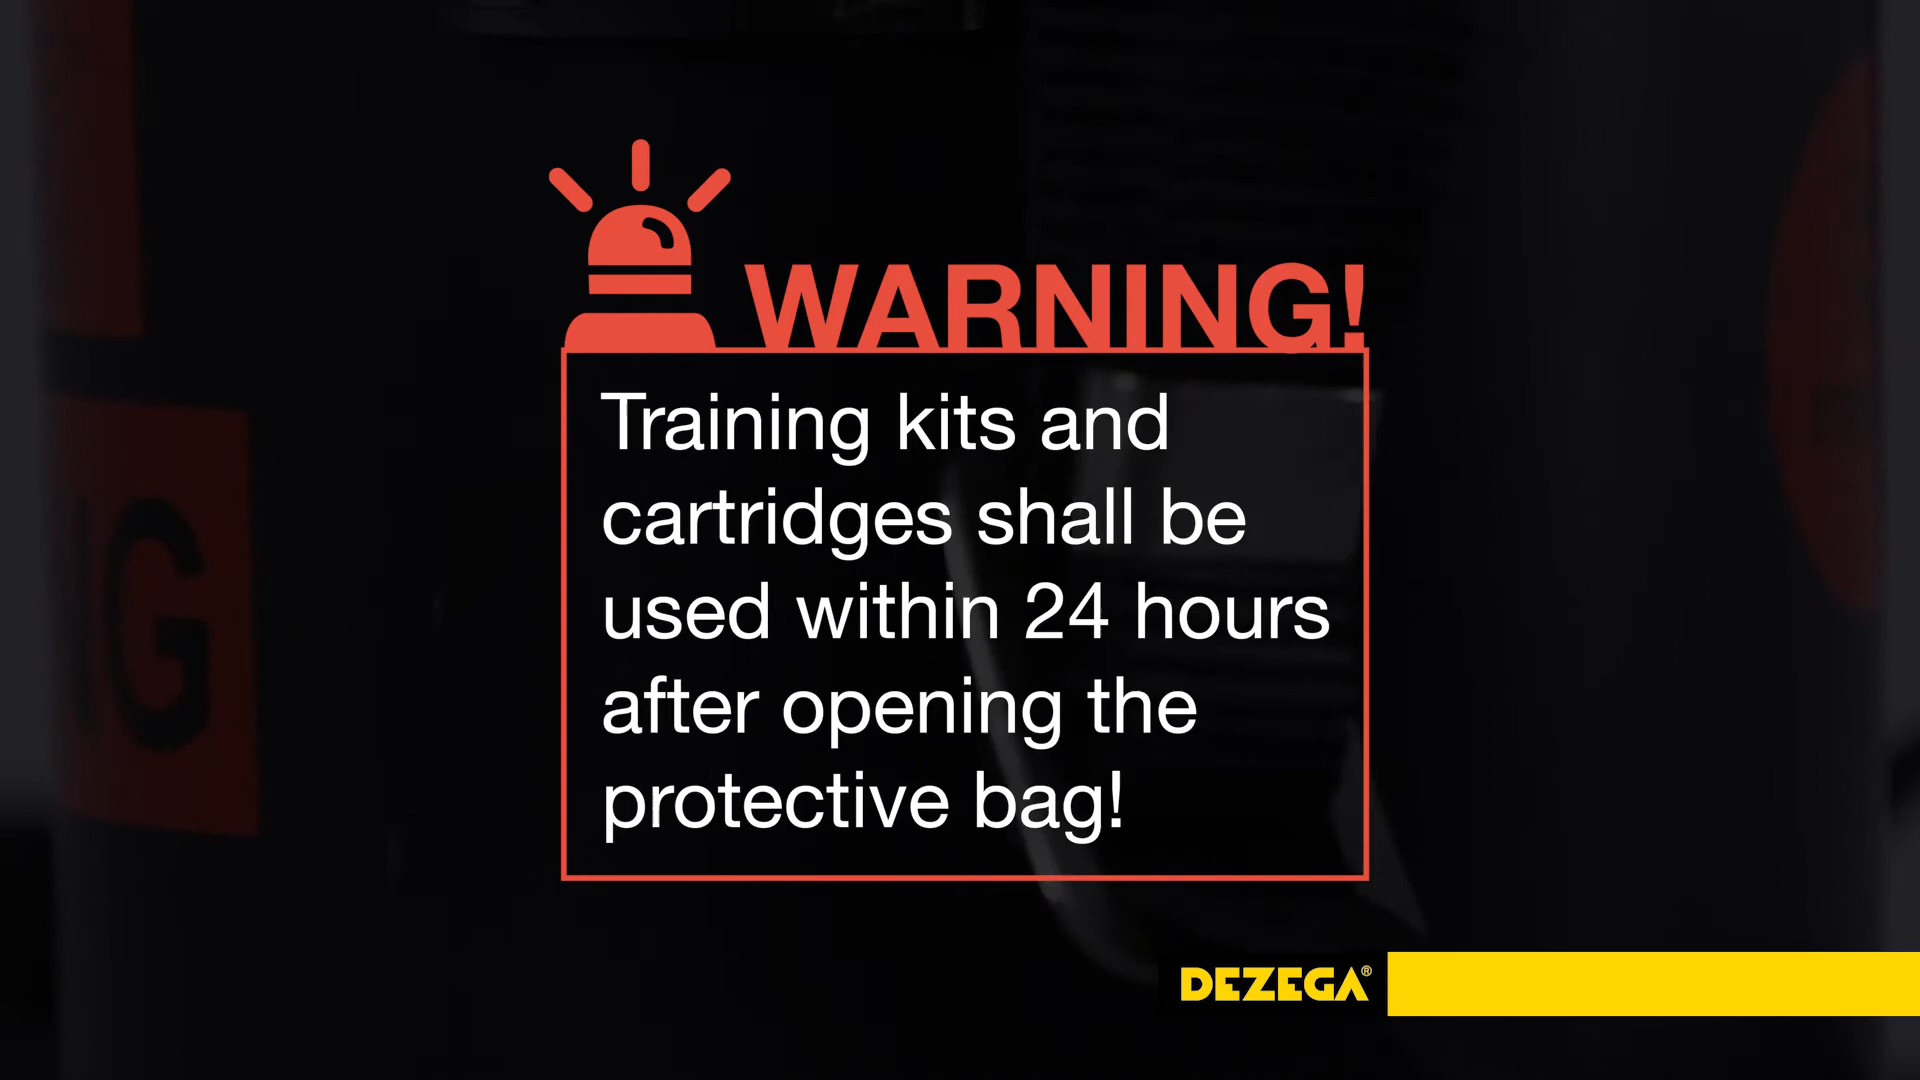 WARNING!
Training kits and
cartridges shall be
used within 24 hours
after opening the
protective bag!
DEZEGA®